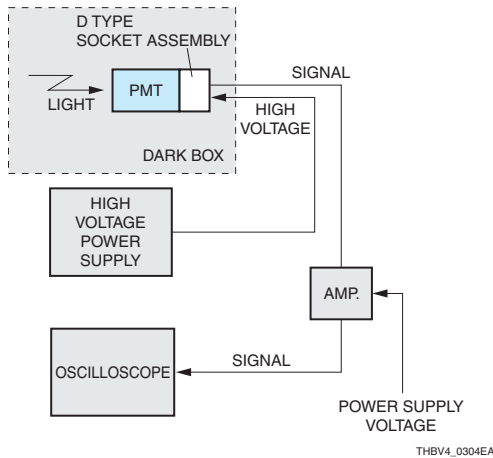 D TYPE
SOCKET ASSEMBLY
PMT
LIGHT
DARK BOX
SIGNAL
HIGH
VOLTAGE
HIGH
VOLTAGE
POWER
SUPPLY
AMP.
OSCILLOSCOPE
SIGNAL
POWER SUPPLY
VOLTAGE
THBV4_0304EA